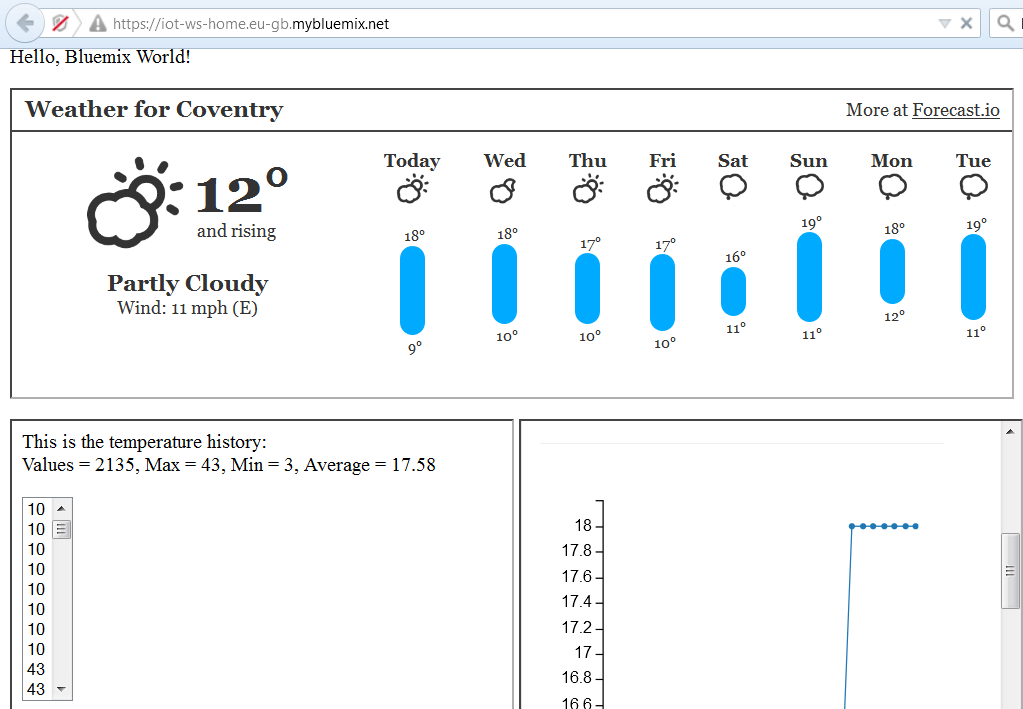 https://iot-ws-home.eu-gb.mybluemix.net
Hello, Bluemix World!
Weather for Coventry
More at Forecast.io
12°
and rising
Partly Cloudy
Wind: 11 mph (E)
Today Wed Thu Fri Sat Sun Mon Tue
18° 18° 17° 17° 16° 19° 18° 19°
9° 10° 10° 10° 11° 11° 12° 11°
This is the temperature history:
Values = 2135, Max = 43, Min = 3, Average = 17.58
10
10
10
10
10
10
10
10
43
43
18
17.8
17.6
17.4
17.2
17
16.8
16.6